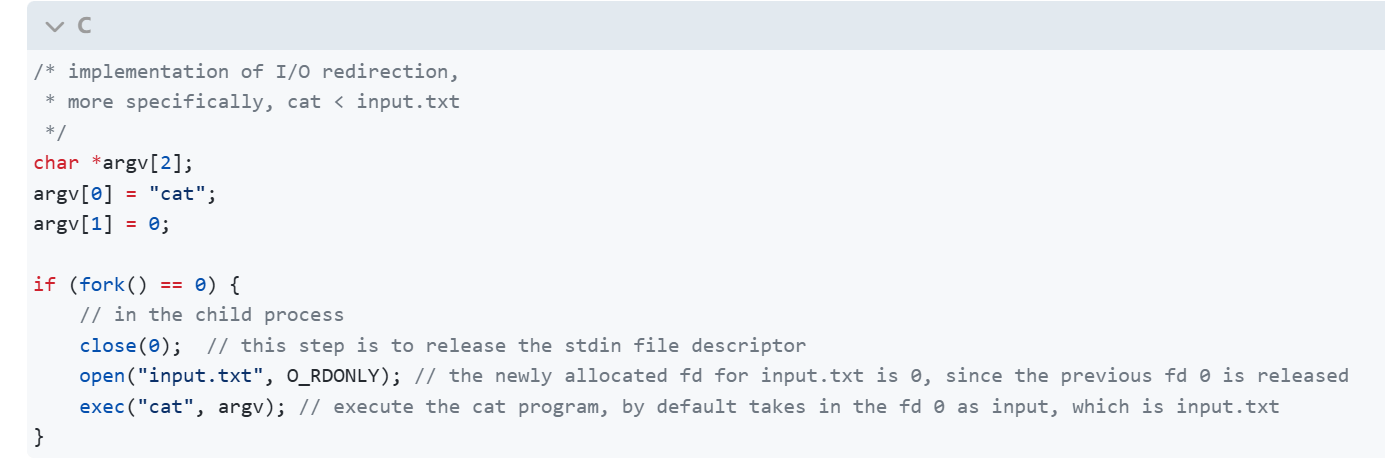 C
/* implementation of I/O redirection,
 * more specifically, cat < input.txt
 */
char *argv[2];
argv[0] = "cat";
argv[1] = 0;

if (fork() == 0) {
    // in the child process
    close(0);  // this step is to release the stdin file descriptor
    open("input.txt", O_RDONLY); // the newly allocated fd for input.txt is 0, since the previous fd 0 is released
    exec("cat", argv); // execute the cat program, by default takes in the fd 0 as input, which is input.txt
}